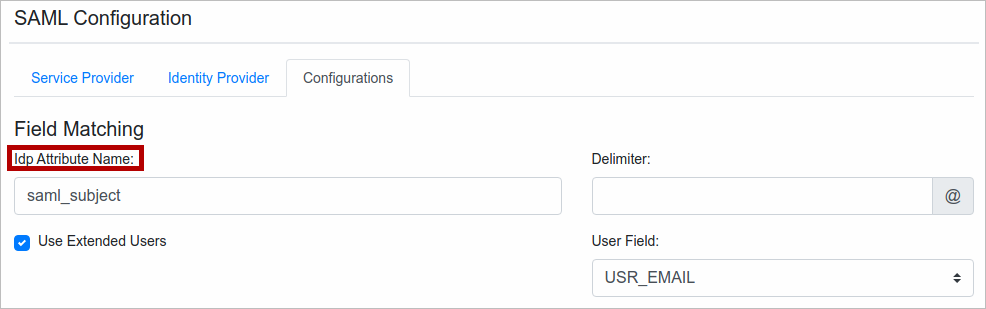 SAML Configuration
Service Provider Identity Provider Configurations
Field Matching
Idp Attribute Name: Delimiter:
saml_subject @
Use Extended Users User Field:
USR_EMAIL